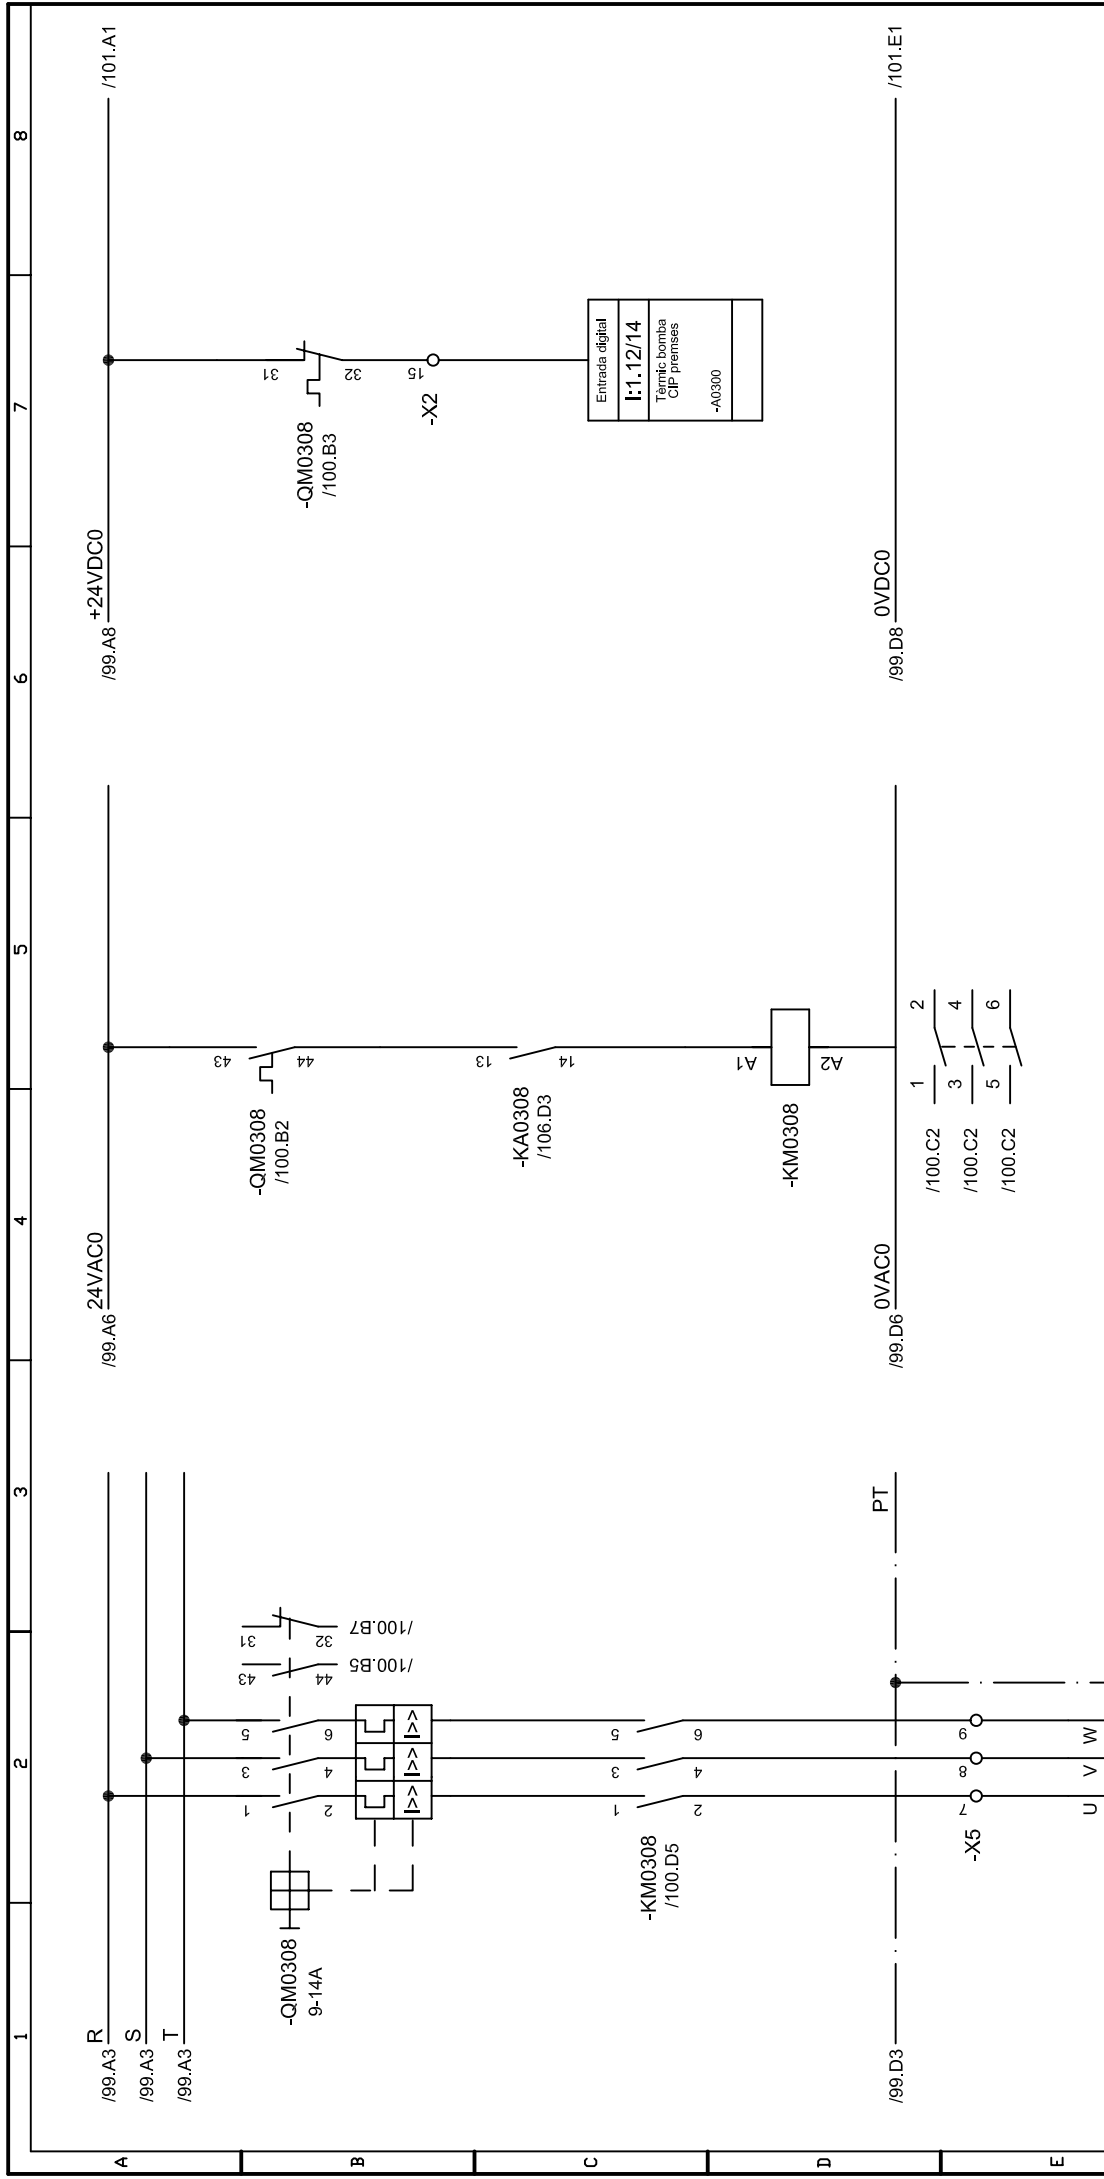 1 2 3 4 5 6 7 8
A
B
C
D
E
/99.A3 R
/99.A3 S
/99.A3 T
-QM0308
9-14A
1 2
3 4
5 6
I>>
I>>
I>>
43 44 /100.B5
31 32 /100.B7
-KM0308
/100.D5
1 2
3 4
5 6
/99.D3
PT
-X5
7 8 9
U V W
/99.A6 24VAC0
-QM0308
/100.B2
43
44
-KA0308
/106.D3
13
14
-KM0308
A1
A2
/99.D6 0VAC0
/100.C2 1 2
/100.C2 3 4
/100.C2 5 6
/99.A8 +24VDC0 /101.A1
-QM0308
/100.B3
31
32
-X2
15
Entrada digital
I:1.12/14
Tèrmic bomba
CIP premses
-A0300
/99.D8 0VDC0 /101.E1